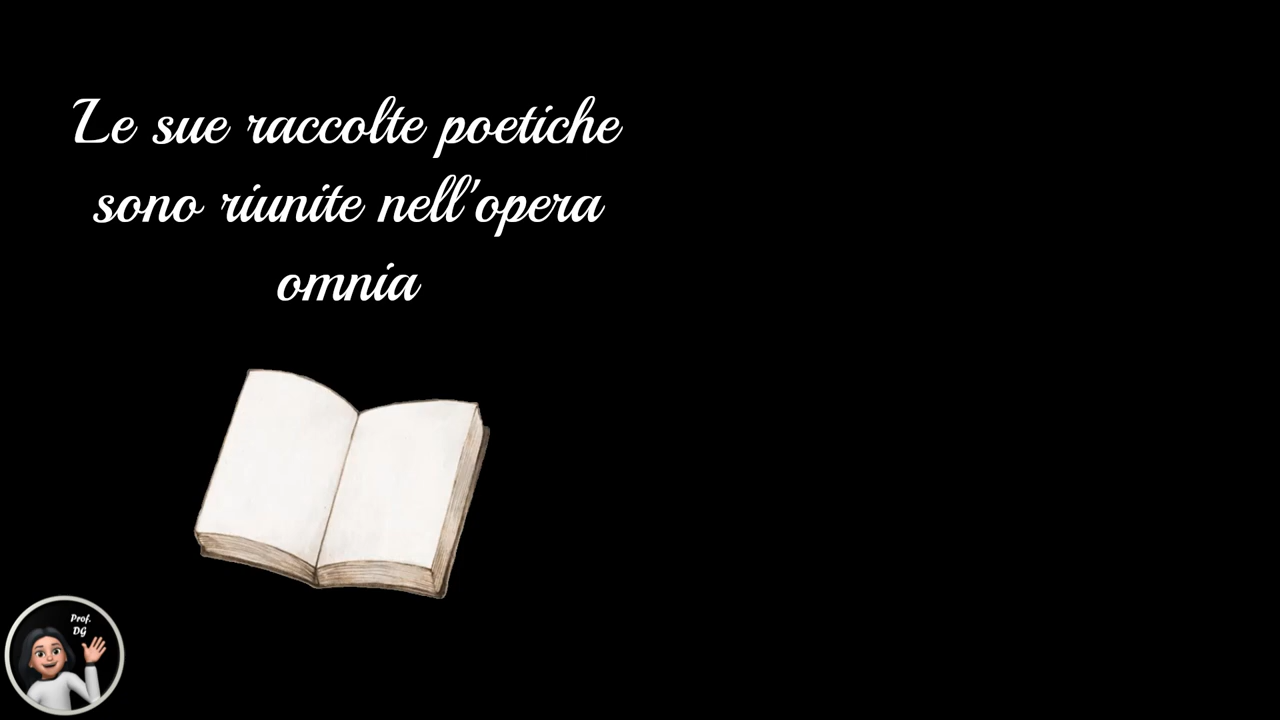 Le sue raccolte poetiche
sono riunite nell'opera
omnia
Prof.
DG